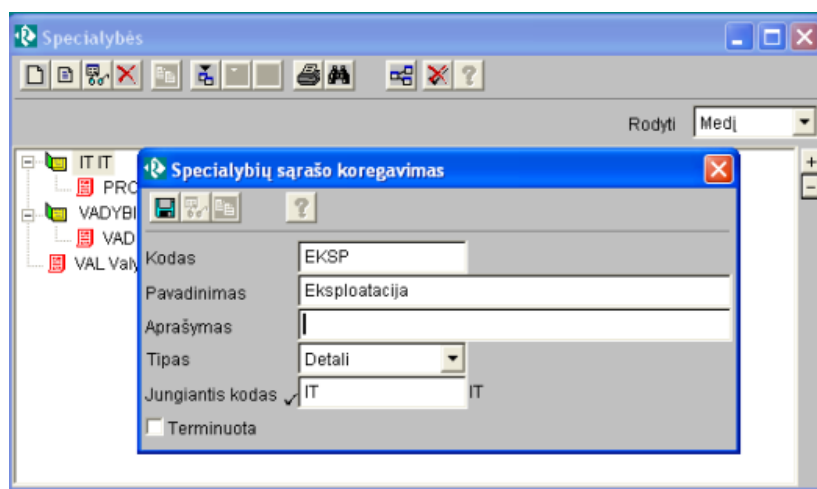 Specialybės
Rodyti Medį
IT IT
PRO
VADYBI
VAD
VAL Valy
Specialybių sąrašo koregavimas
Kodas EKSP
Pavadinimas Eksploatacija
Aprašymas
Tipas Detali
Jungiantis kodas IT IT
Terminuota